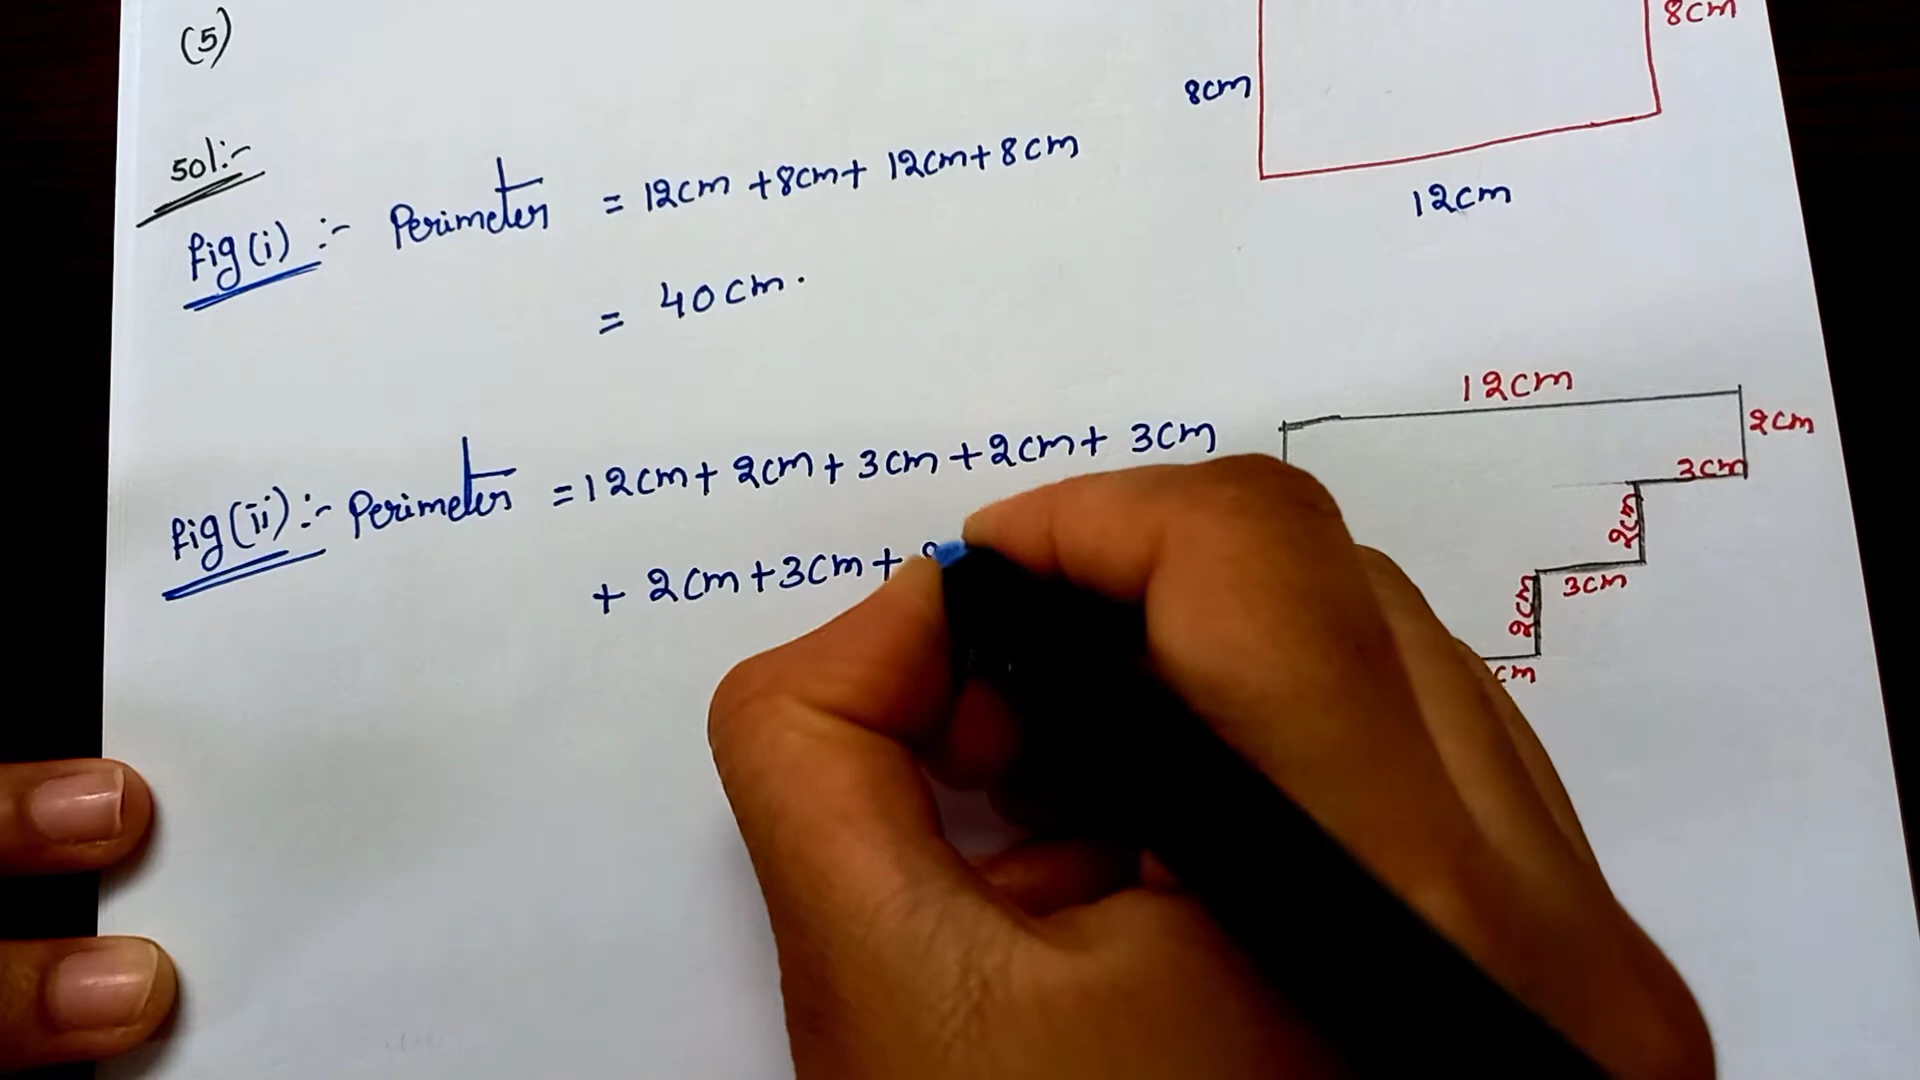 (5)
8cm
8cm
Sol:-
Fig(i) :- Perimeter = 12cm + 8cm + 12cm + 8cm
12cm
= 40cm.
12cm
2cm
Fig(ii) :- Perimeter = 12cm + 2cm + 3cm + 2cm + 3cm
3cm
2cm
+ 2cm + 3cm +
3cm
2cm
cm